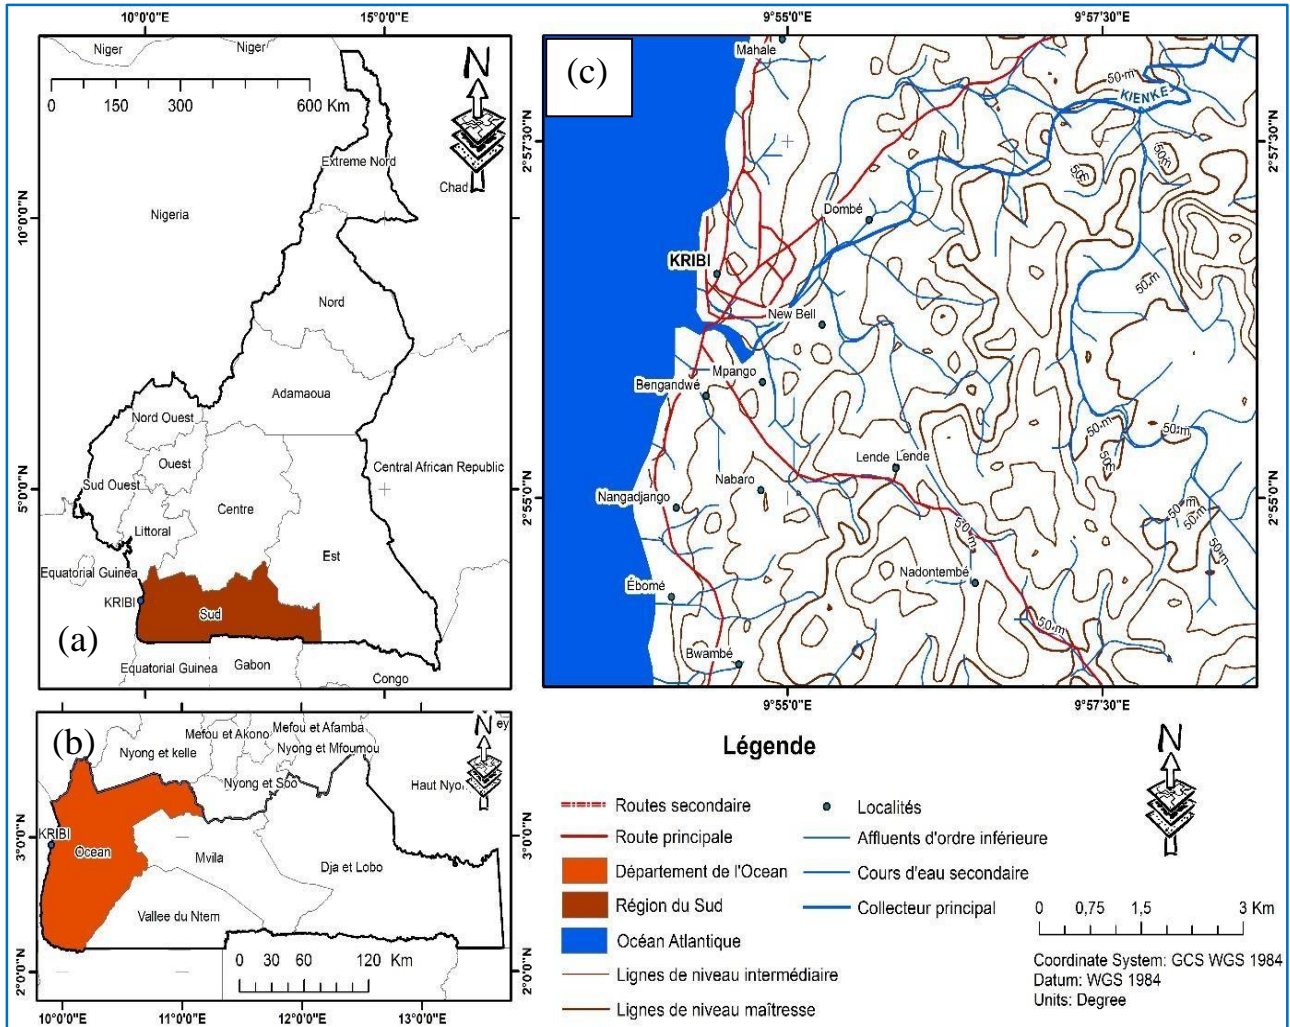 10°0'0"E 15°0'0"E
Niger Niger
N
0 150 300 600 Km
Extreme Nord
Chad
Nigeria
10°0'0"N
Nord
Adamaoua
Nord Ouest
Ouest
Sud Ouest
Central African Republic
5°0'0"N
Centre
Littoral
Est
Equatorial Guinea
KRIBI
Sud
(a)
Equatorial Guinea
Gabon
Congo
(b)
Mefou et Afamba
Mefou et Akono
Nyong et kelle
Nyong et Mfoumou
Nyong et Soo
Haut Nyon
ey
N
KRIBI
Ocean
Mvila
Dja et Lobo
Vallee du Ntem
3°0'0"N
2°0'0"N
3°0'0"N
2°0'0"N
0 30 60 120 Km
10°0'0"E 11°0'0"E 12°0'0"E 13°0'0"E
9°55'0"E 9°57'30"E
(c)
Mahale
50 m
KIENKE
2°57'30"N
2°57'30"N
50 m
50m
Dombé
KRIBI
50 m
New Bell
Mpango
Bengandwé
50 m
50 m
50 m
Lende Lende
Nabaro
Nangadjango
2°55'0"N
2°55'0"N
50 m
50 m
50 m
50 m
Nadontembé
Ébomé
50 m
Bwambé
9°55'0"E 9°57'30"E
Légende
Routes secondaire
Route principale
Département de l'Ocean
Région du Sud
Océan Atlantique
Lignes de niveau intermédiaire
Lignes de niveau maîtresse
Localités
Affluents d'ordre inférieure
Cours d'eau secondaire
Collecteur principal
N
0 0,75 1,5 3 Km
Coordinate System: GCS WGS 1984
Datum: WGS 1984
Units: Degree